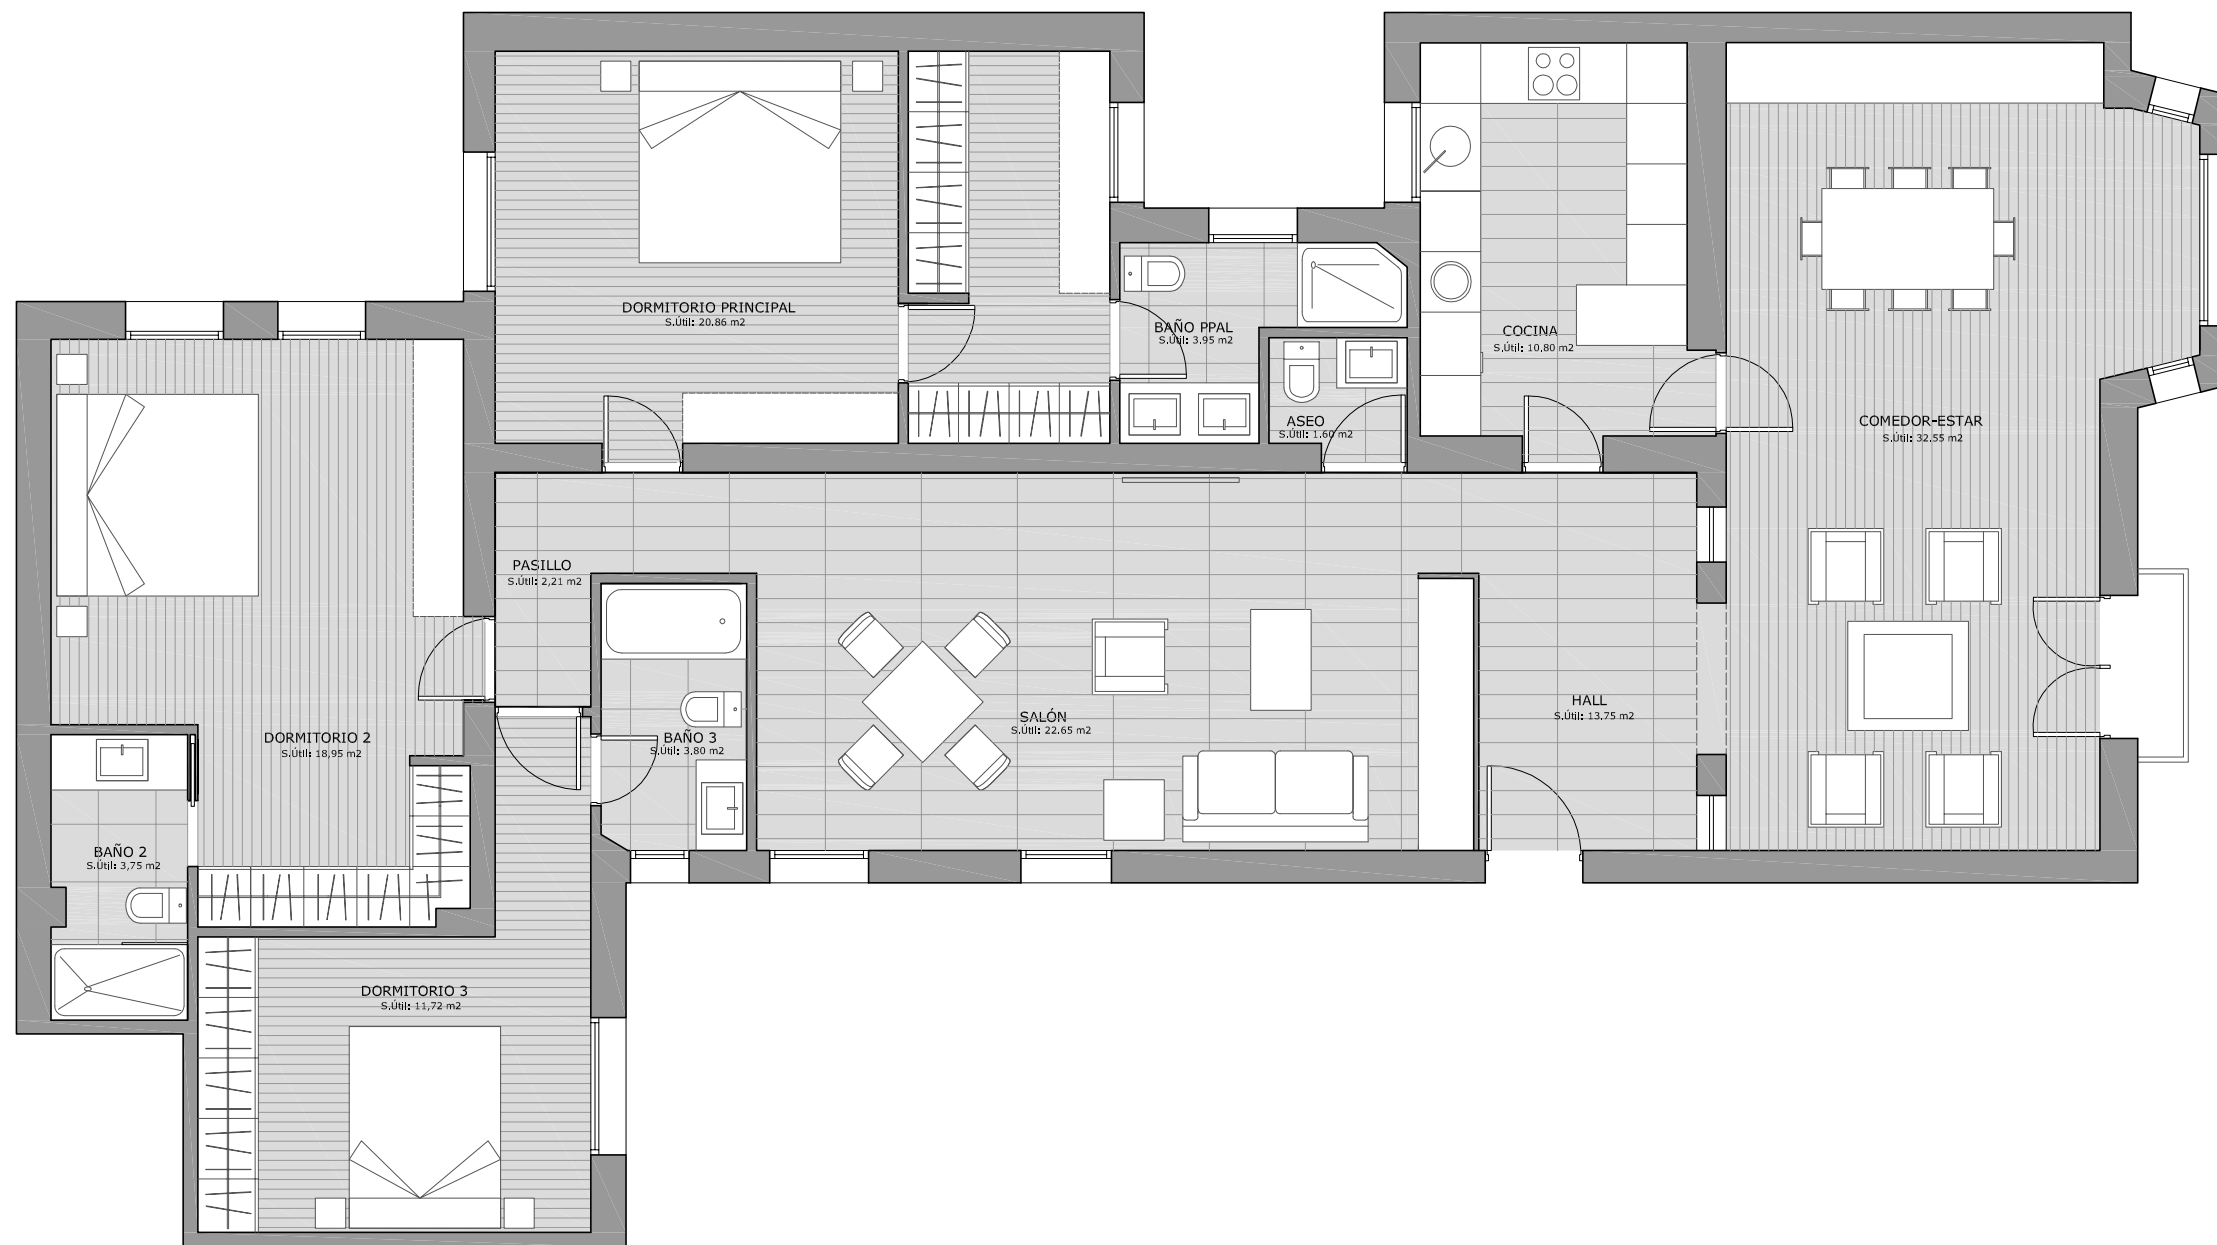 DORMITORIO PRINCIPAL
S.Útil: 20.86 m2
BAÑO PPAL
S.Útil: 3,95 m2
COCINA
S.Útil: 10,80 m2
ASEO
S.Útil: 1.60 m2
COMEDOR-ESTAR
S.Útil: 32.55 m2
PASILLO
S.Útil: 2,21 m2
DORMITORIO 2
S.Útil: 18,95 m2
BAÑO 3
S.Útil: 3,80 m2
SALÓN
S.Útil: 22.65 m2
HALL
S.Útil: 13,75 m2
BAÑO 2
S.Útil: 3,75 m2
DORMITORIO 3
S.Útil: 11,72 m2